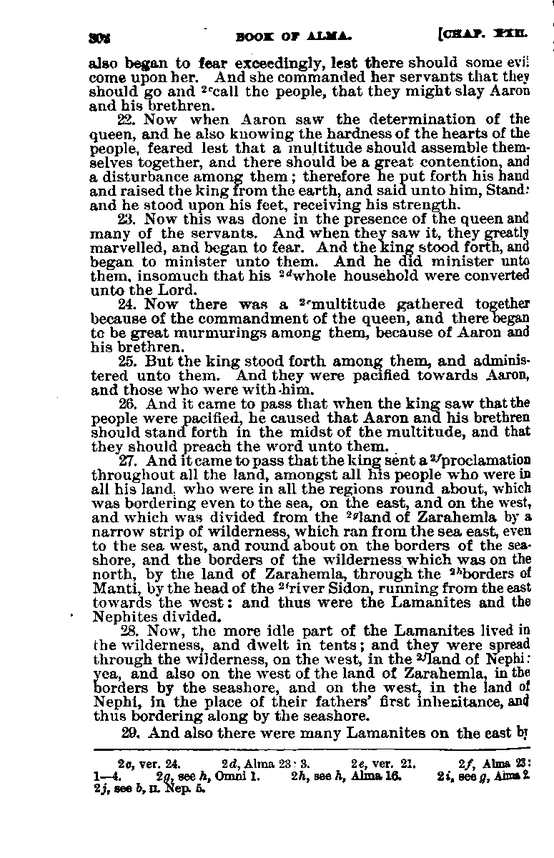 302 BOOK OF ALMA. [CHAP. XXII.
also began to fear exceedingly, lest there should some evil
come upon her. And she commanded her servants that they
should go and ²ᶜcall the people, that they might slay Aaron
and his brethren.
22. Now when Aaron saw the determination of the
queen, and he also knowing the hardness of the hearts of the
people, feared lest that a multitude should assemble them-
selves together, and there should be a great contention, and
a disturbance among them; therefore he put forth his hand
and raised the king from the earth, and said unto him, Stand:
and he stood upon his feet, receiving his strength.
23. Now this was done in the presence of the queen and
many of the servants. And when they saw it, they greatly
marvelled, and began to fear. And the king stood forth, and
began to minister unto them. And he did minister unto
them, insomuch that his ²ᵈwhole household were converted
unto the Lord.
24. Now there was a ²ᵉmultitude gathered together
because of the commandment of the queen, and there began
to be great murmurings among them, because of Aaron and
his brethren.
25. But the king stood forth among them, and adminis-
tered unto them. And they were pacified towards Aaron,
and those who were with him.
26. And it came to pass that when the king saw that the
people were pacified, he caused that Aaron and his brethren
should stand forth in the midst of the multitude, and that
they should preach the word unto them.
27. And it came to pass that the king sent a ²ᶠproclamation
throughout all the land, amongst all his people who were in
all his land, who were in all the regions round about, which
was bordering even to the sea, on the east, and on the west,
and which was divided from the ²ᵍland of Zarahemla by a
narrow strip of wilderness, which ran from the sea east, even
to the sea west, and round about on the borders of the sea-
shore, and the borders of the wilderness which was on the
north, by the land of Zarahemla, through the ²ʰborders of
Manti, by the head of the ²ⁱriver Sidon, running from the east
towards the west: and thus were the Lamanites and the
Nephites divided.
28. Now, the more idle part of the Lamanites lived in
the wilderness, and dwelt in tents; and they were spread
through the wilderness, on the west, in the ²ʲland of Nephi:
yea, and also on the west of the land of Zarahemla, in the
borders by the seashore, and on the west, in the land of
Nephi, in the place of their fathers' first inheritance, and
thus bordering along by the seashore.
29. And also there were many Lamanites on the east by
2c, ver. 24. 2d, Alma 23: 3. 2e, ver. 21. 2f, Alma 23:
1—4. 2g, see h, Omni 1. 2h, see h, Alma 16. 2i, see g, Alma 2.
2j, see b, II. Nep. 5.